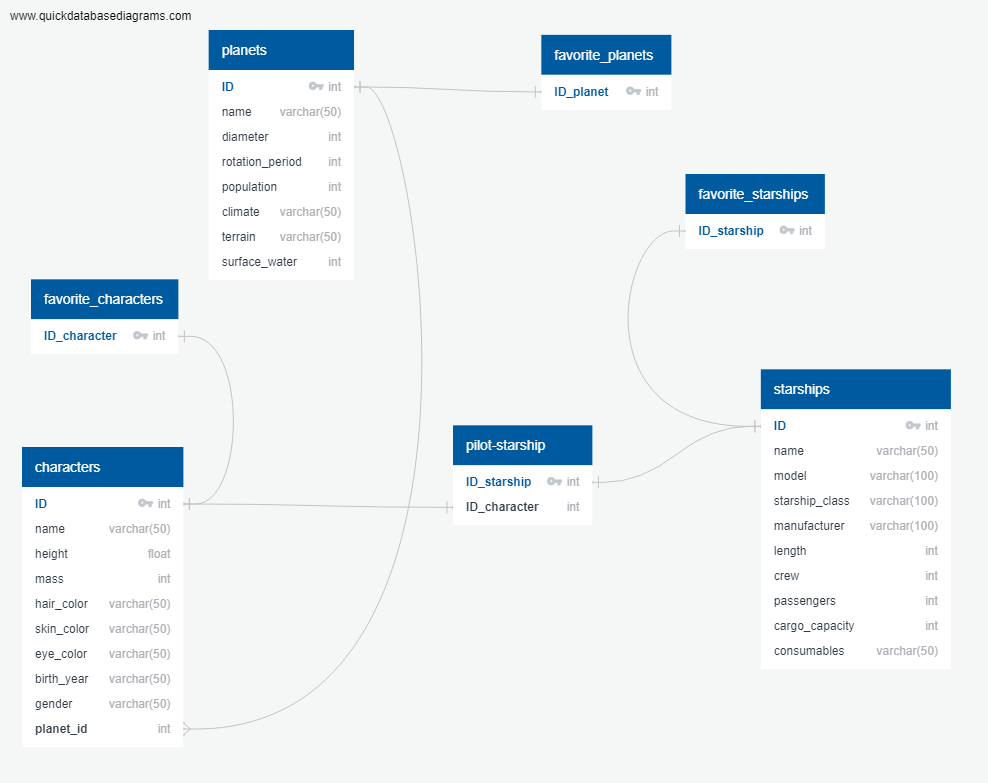 www.quickdatabasediagrams.com
planets
ID int
name varchar(50)
diameter int
rotation_period int
population int
climate varchar(50)
terrain varchar(50)
surface_water int
favorite_planets
ID_planet int
favorite_starships
ID_starship int
favorite_characters
ID_character int
characters
ID int
name varchar(50)
height float
mass int
hair_color varchar(50)
skin_color varchar(50)
eye_color varchar(50)
birth_year varchar(50)
gender varchar(50)
planet_id int
pilot-starship
ID_starship int
ID_character int
starships
ID int
name varchar(50)
model varchar(100)
starship_class varchar(100)
manufacturer varchar(100)
length int
crew int
passengers int
cargo_capacity int
consumables varchar(50)